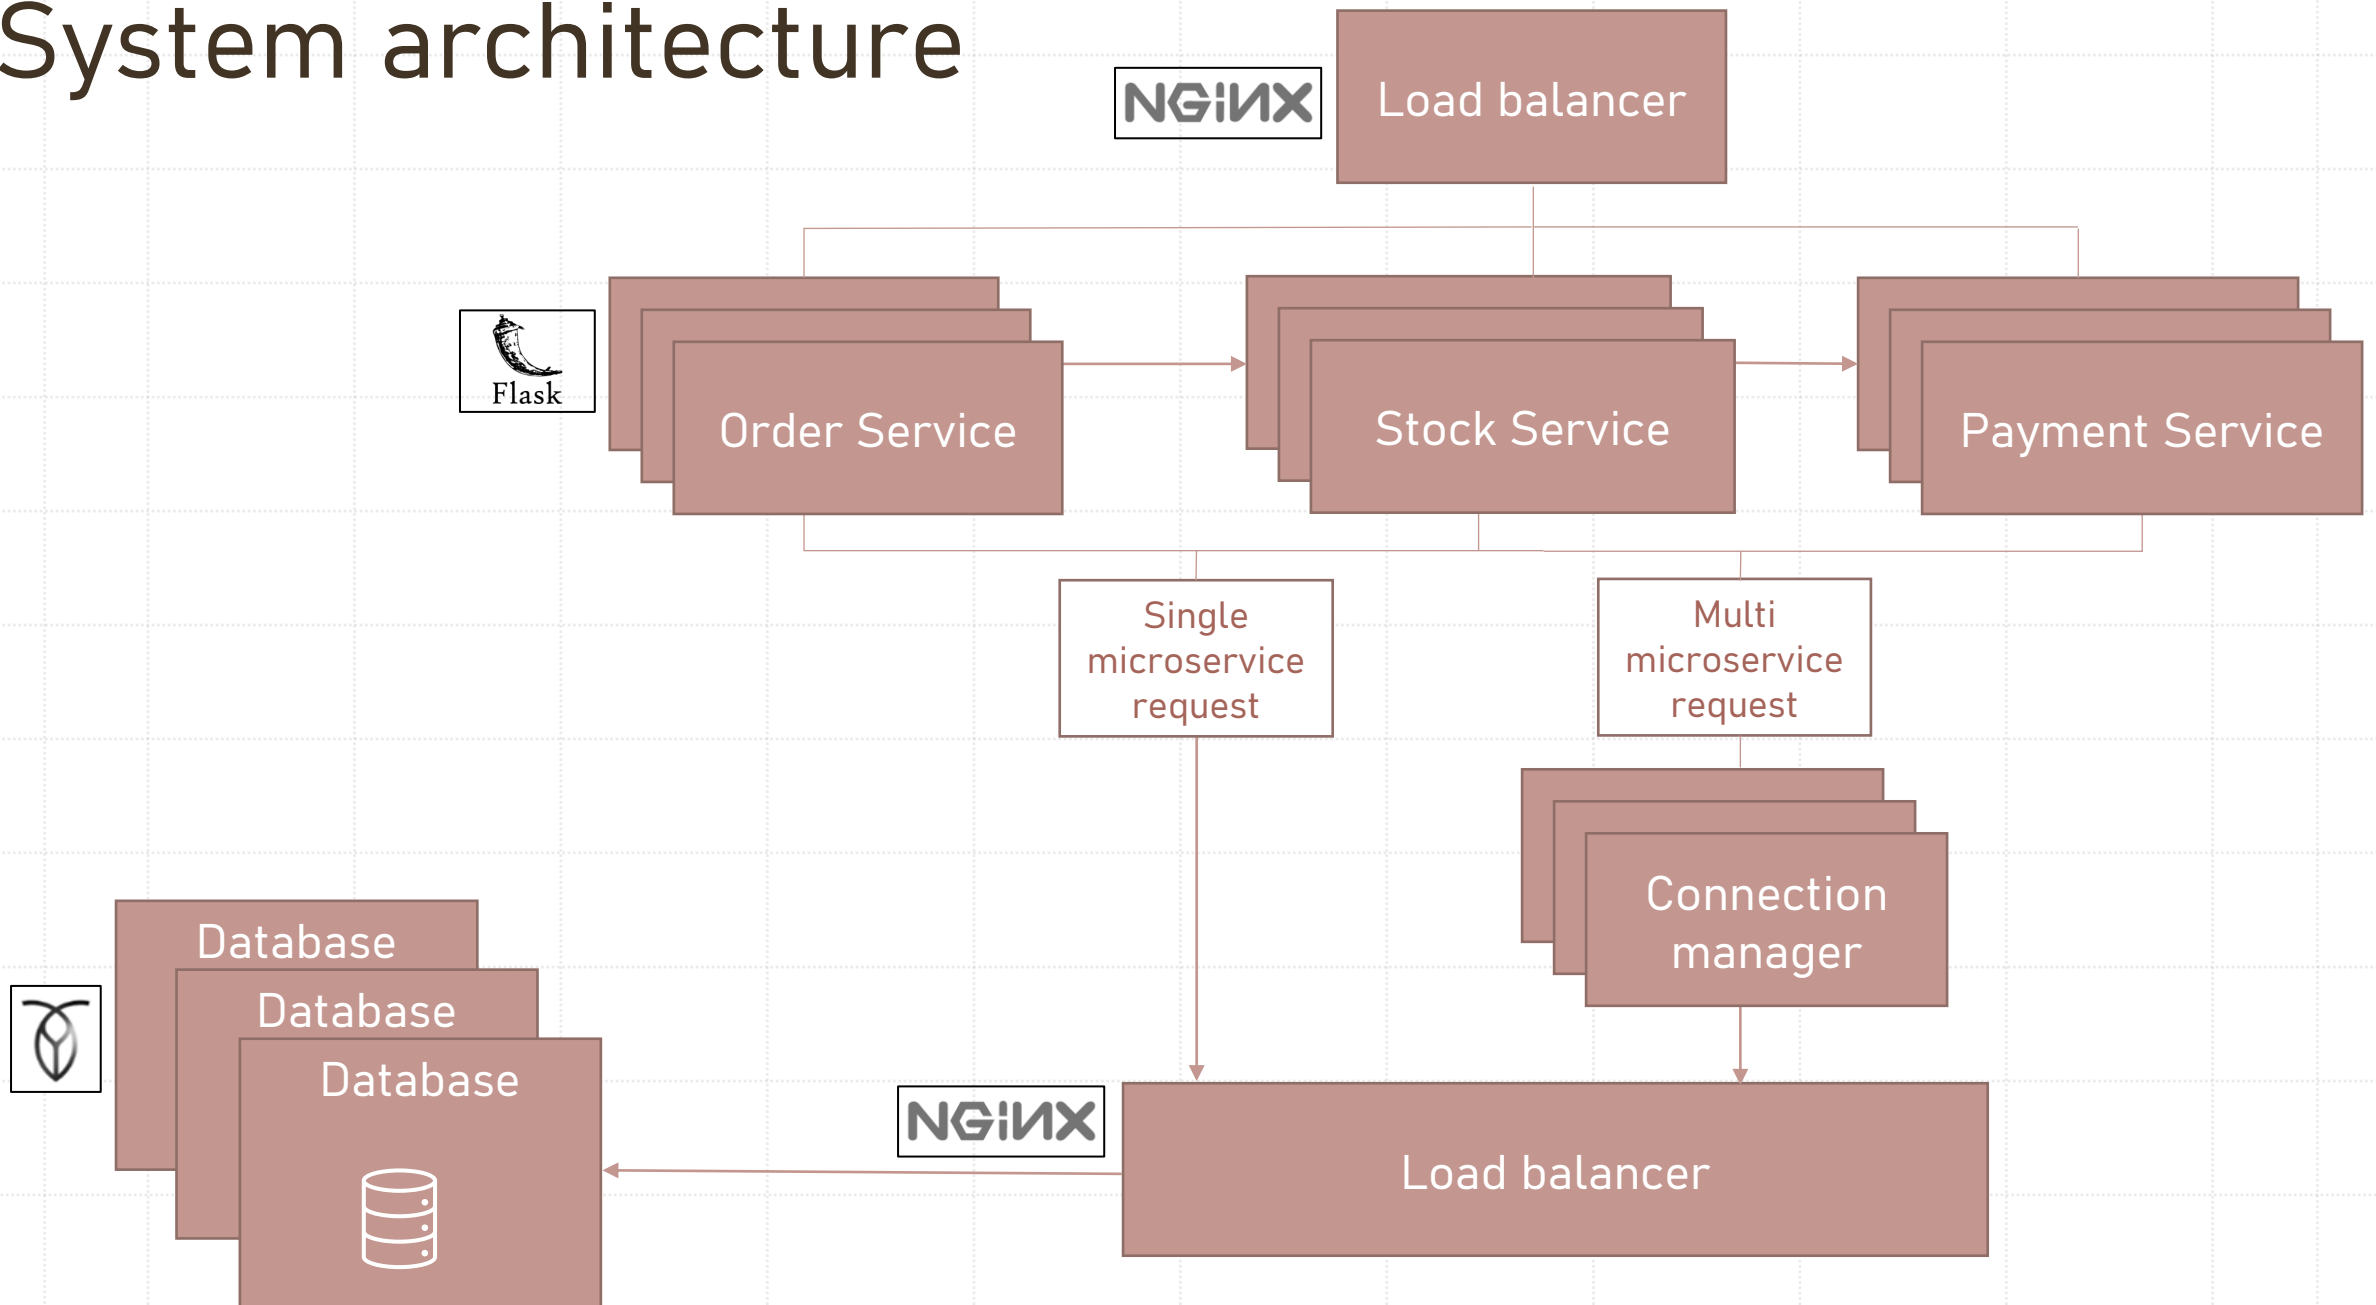 System architecture
NGINX
Load balancer
Flask
Order Service
Stock Service
Payment Service
Single
microservice
request
Multi
microservice
request
Connection
manager
Database
Database
Database
NGINX
Load balancer